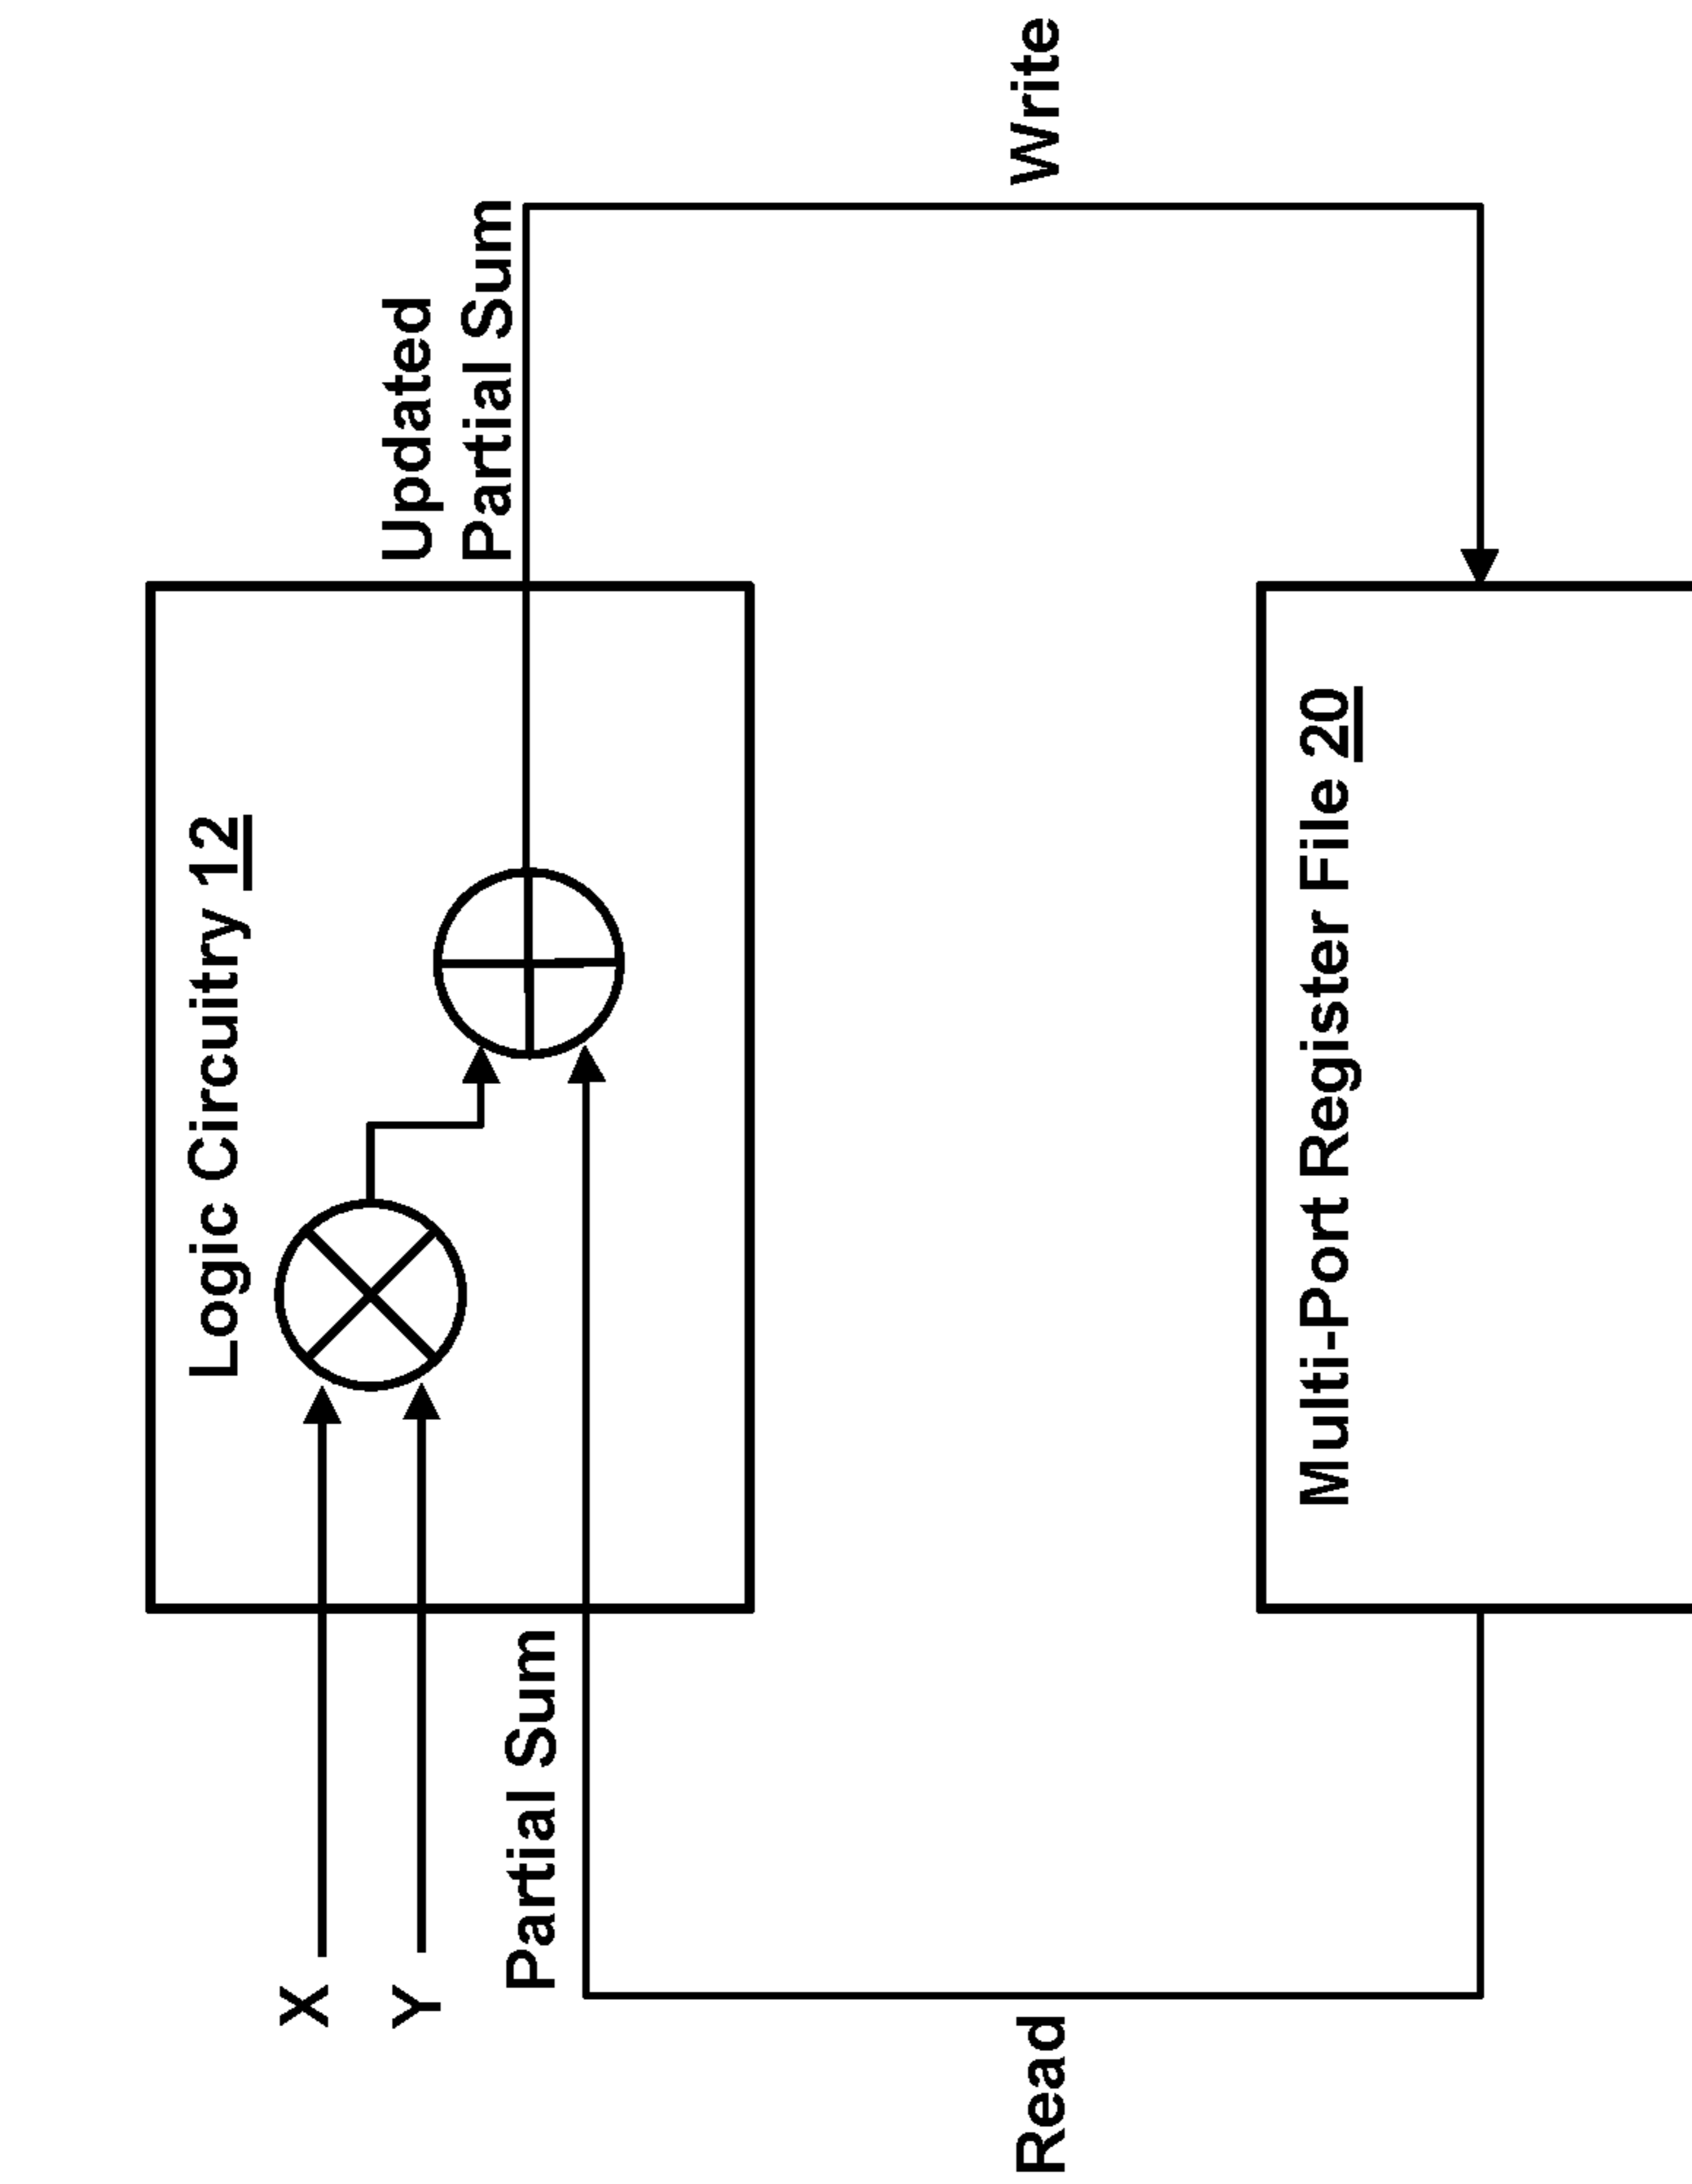 Logic Circuitry 12
X
Y
Updated
Partial Sum
Partial Sum
Read
Write
Multi-Port Register File 20